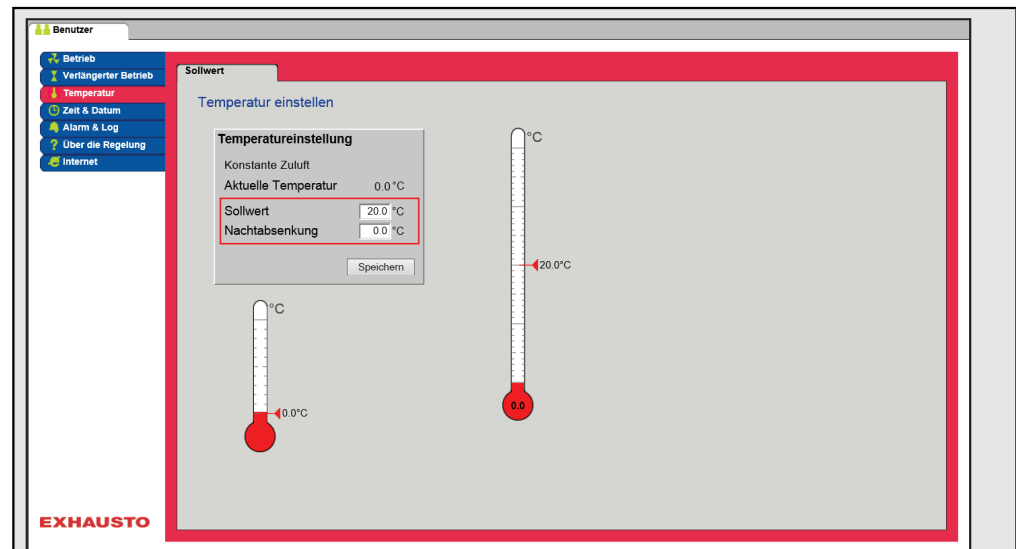 Benutzer
Betrieb
Verlängerter Betrieb
Temperatur
Zeit & Datum
Alarm & Log
Über die Regelung
Internet
Sollwert
Temperatur einstellen
Temperatureinstellung
Konstante Zuluft
Aktuelle Temperatur 0.0 °C
Sollwert 20.0 °C
Nachtabsenkung 0.0 °C
Speichern
°C
20.0°C
0.0
°C
0.0°C
EXHAUSTO